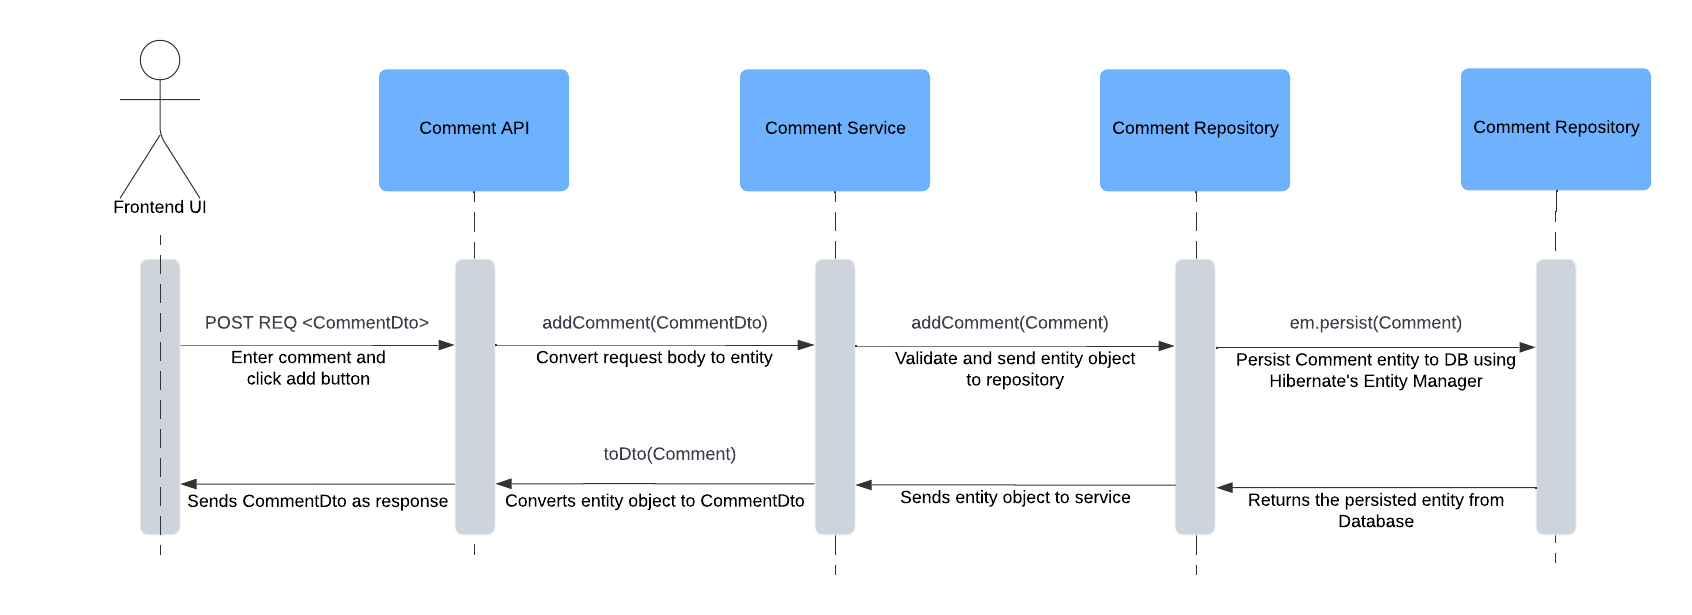 Frontend UI
Comment API
Comment Service
Comment Repository
Comment Repository
POST REQ <CommentDto>
Enter comment and
click add button
addComment(CommentDto)
Convert request body to entity
addComment(Comment)
Validate and send entity object
to repository
em.persist(Comment)
Persist Comment entity to DB using
Hibernate's Entity Manager
Sends CommentDto as response
toDto(Comment)
Converts entity object to CommentDto
Sends entity object to service
Returns the persisted entity from
Database